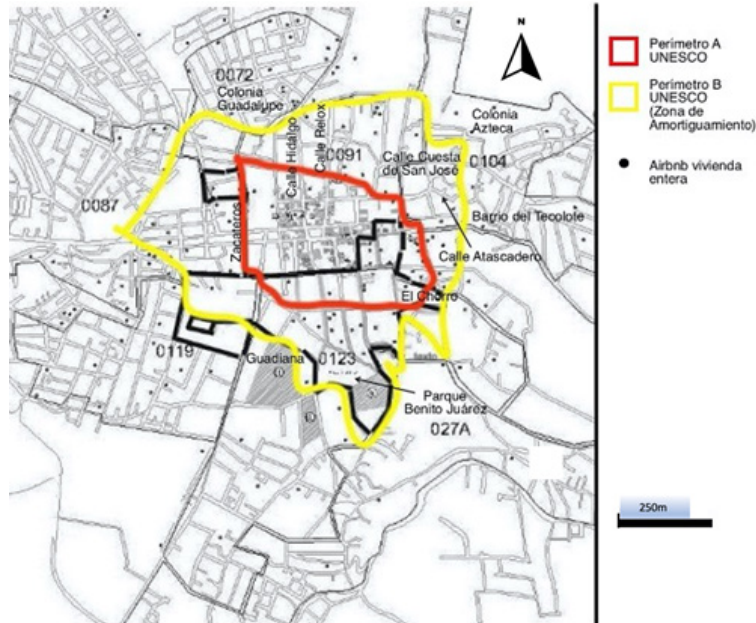 N
0072
Colonia
Guadalupe
Calle Hidalgo
Calle Relox
0091
Colonia
Azteca
Calle Cuesta
de San José
0104
0087
Zacateros
Barrio del Tecolote
Calle Atascadero
El Chorro
0119
Guadiana
0123
Parque
Benito Juárez
027A
Perímetro A
UNESCO
Perímetro B
UNESCO
(Zona de
Amortiguamiento)
Airbnb vivienda
entera
250m